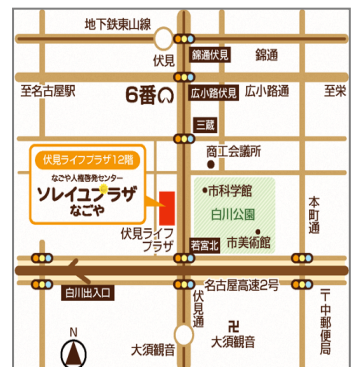 地下鉄東山線
伏見
錦通伏見
錦通
至名古屋駅
6番の
広小路伏見
広小路通
至栄
三蔵
商工会議所
伏見ライフプラザ12階
なごや人権啓発センター
ソレイユプラザ
なごや
市科学館
白川公園
市美術館
伏見ライフ
プラザ
若宮北
本町通
白川出入口
名古屋高速2号
伏見通
〒中郵便局
N
大須観音
卍
大須観音